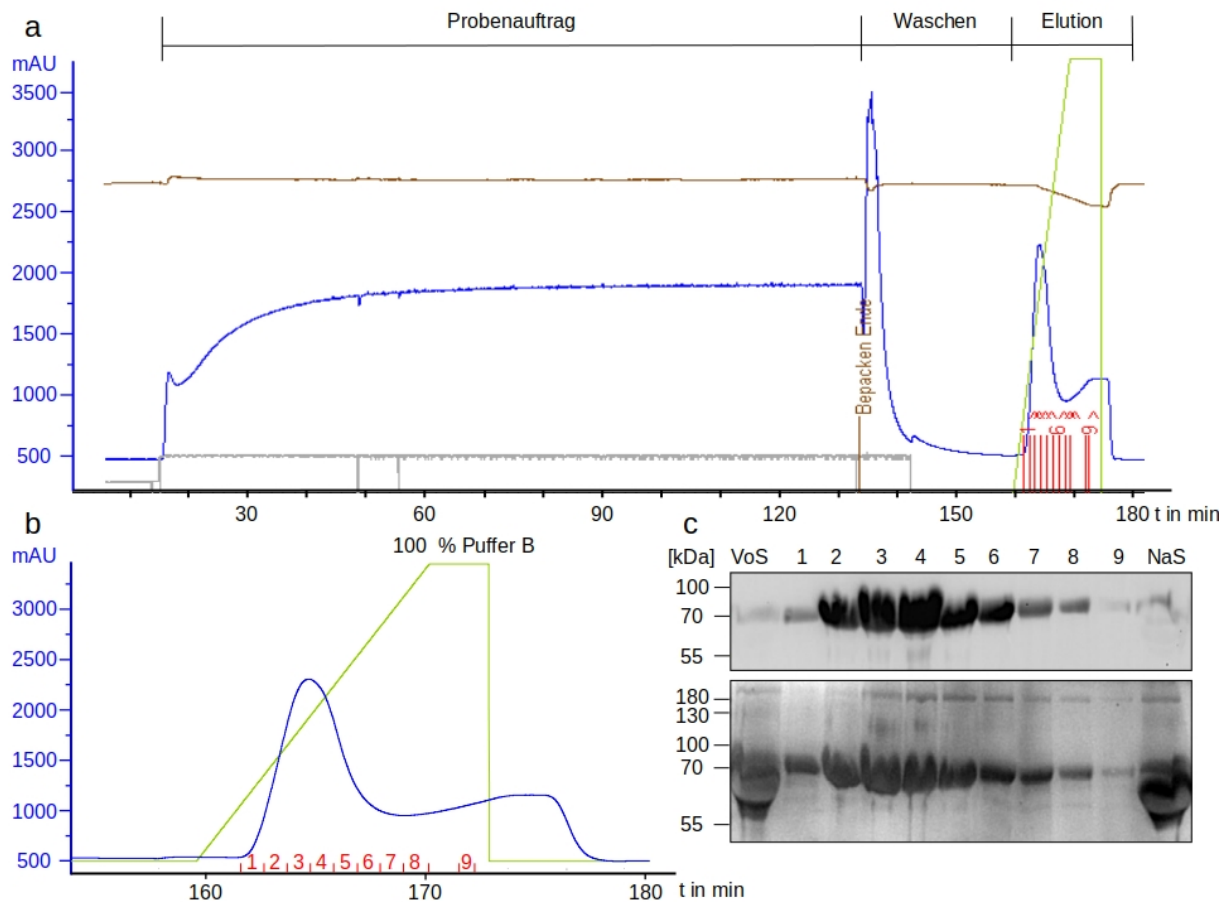 a
Probenauftrag Waschen Elution
mAU
3500
3000
2500
2000
1500
1000
500
Bepacken Ende
1 6 9
30 60 90 120 150 180 t in min
b
mAU
100 % Puffer B
3000
2500
2000
1500
1000
500
1 2 3 4 5 6 7 8 9
160 170 180 t in min
c
[kDa] VoS 1 2 3 4 5 6 7 8 9 NaS
100
70
55
180
130
100
70
55